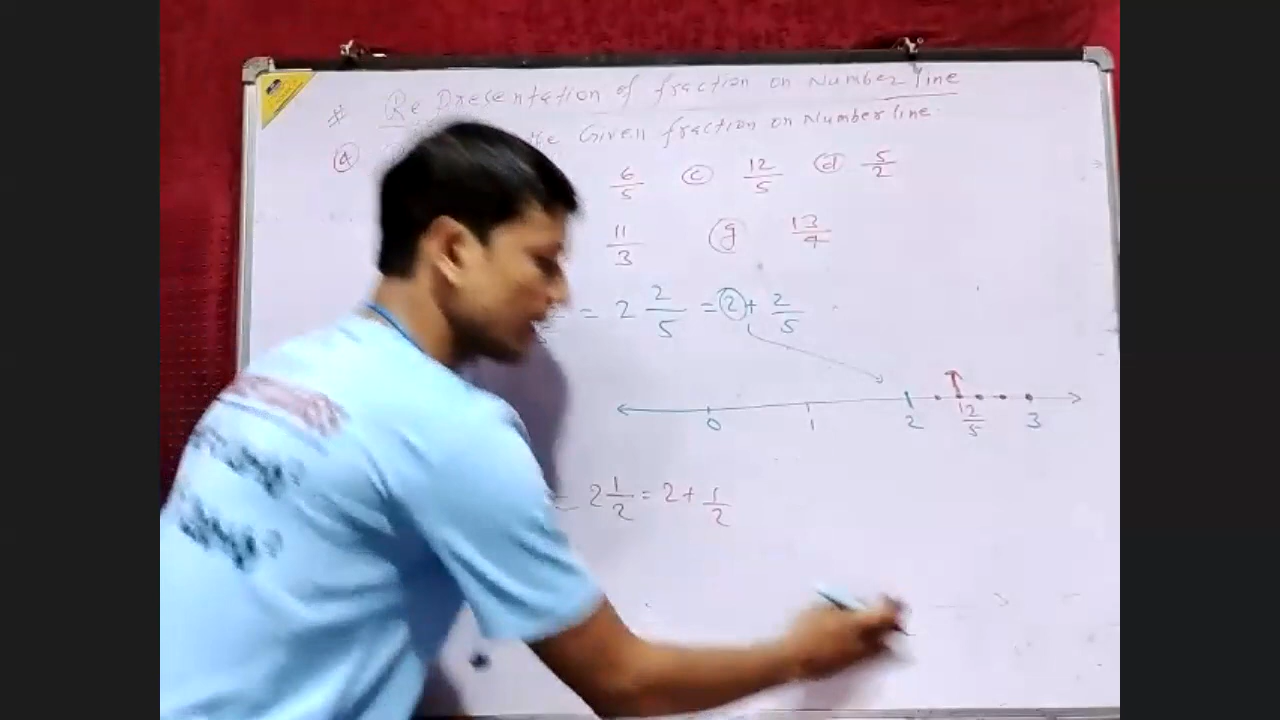 * Representation of fraction on Number line
Given fraction on Number line
6/5 (c) 12/5 (d) 5/2
11/3 (g) 13/4
= 2 2/5 = 2 + 2/5
0 1 2 12/5 3
= 2 1/2 = 2 + 1/2